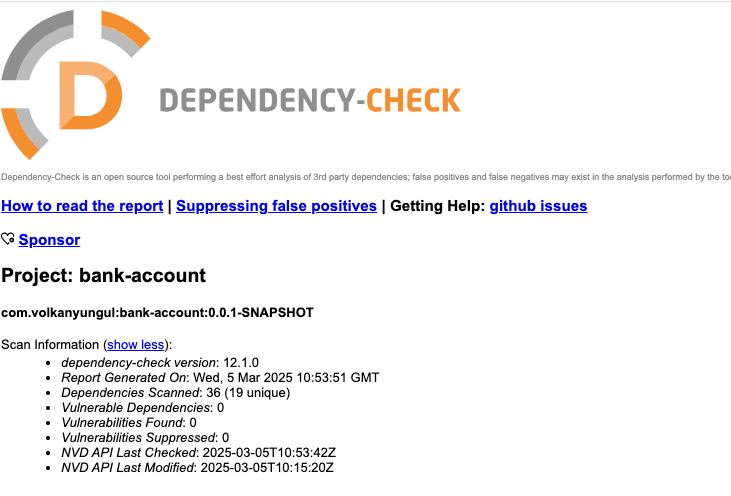 DEPENDENCY-CHECK
Dependency-Check is an open source tool performing a best effort analysis of 3rd party dependencies; false positives and false negatives may exist in the analysis performed by the
How to read the report | Suppressing false positives | Getting Help: github issues
Sponsor
Project: bank-account
com.volkanyungul:bank-account:0.0.1-SNAPSHOT
Scan Information (show less):
• dependency-check version: 12.1.0
• Report Generated On: Wed, 5 Mar 2025 10:53:51 GMT
• Dependencies Scanned: 36 (19 unique)
• Vulnerable Dependencies: 0
• Vulnerabilities Found: 0
• Vulnerabilities Suppressed: 0
• NVD API Last Checked: 2025-03-05T10:53:42Z
• NVD API Last Modified: 2025-03-05T10:15:20Z